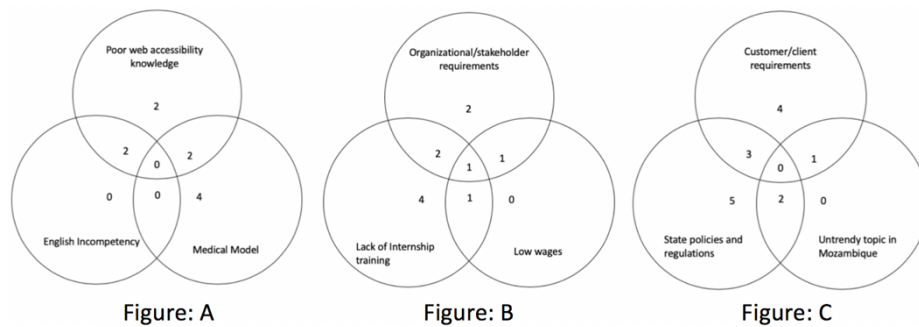 Poor web accessibility
knowledge
2
2
0
2
0
0
4
English Incompetency
Medical Model
Figure: A
Organizational/stakeholder
requirements
2
2
1
1
4
1
0
Lack of Internship
training
Low wages
Figure: B
Customer/client
requirements
4
3
0
1
5
2
0
State policies and
regulations
Untrendy topic in
Mozambique
Figure: C